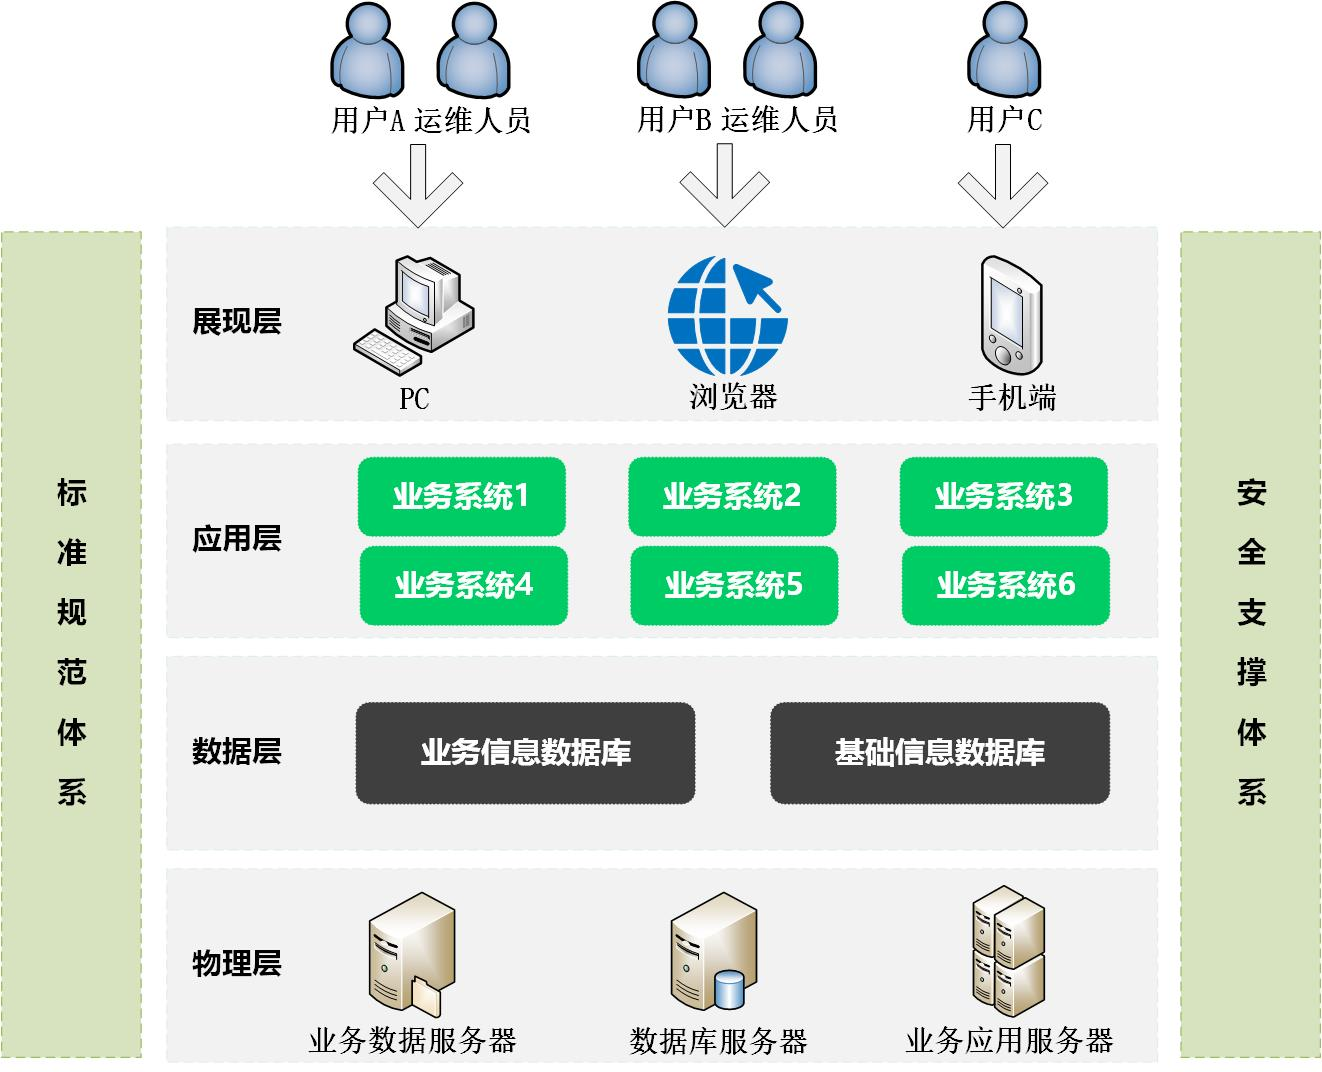 用户A 运维人员
用户B 运维人员
用户C
标准规范体系
展现层
PC
浏览器
手机端
应用层
业务系统1
业务系统2
业务系统3
业务系统4
业务系统5
业务系统6
数据层
业务信息数据库
基础信息数据库
物理层
业务数据服务器
数据库服务器
业务应用服务器
安全支撑体系